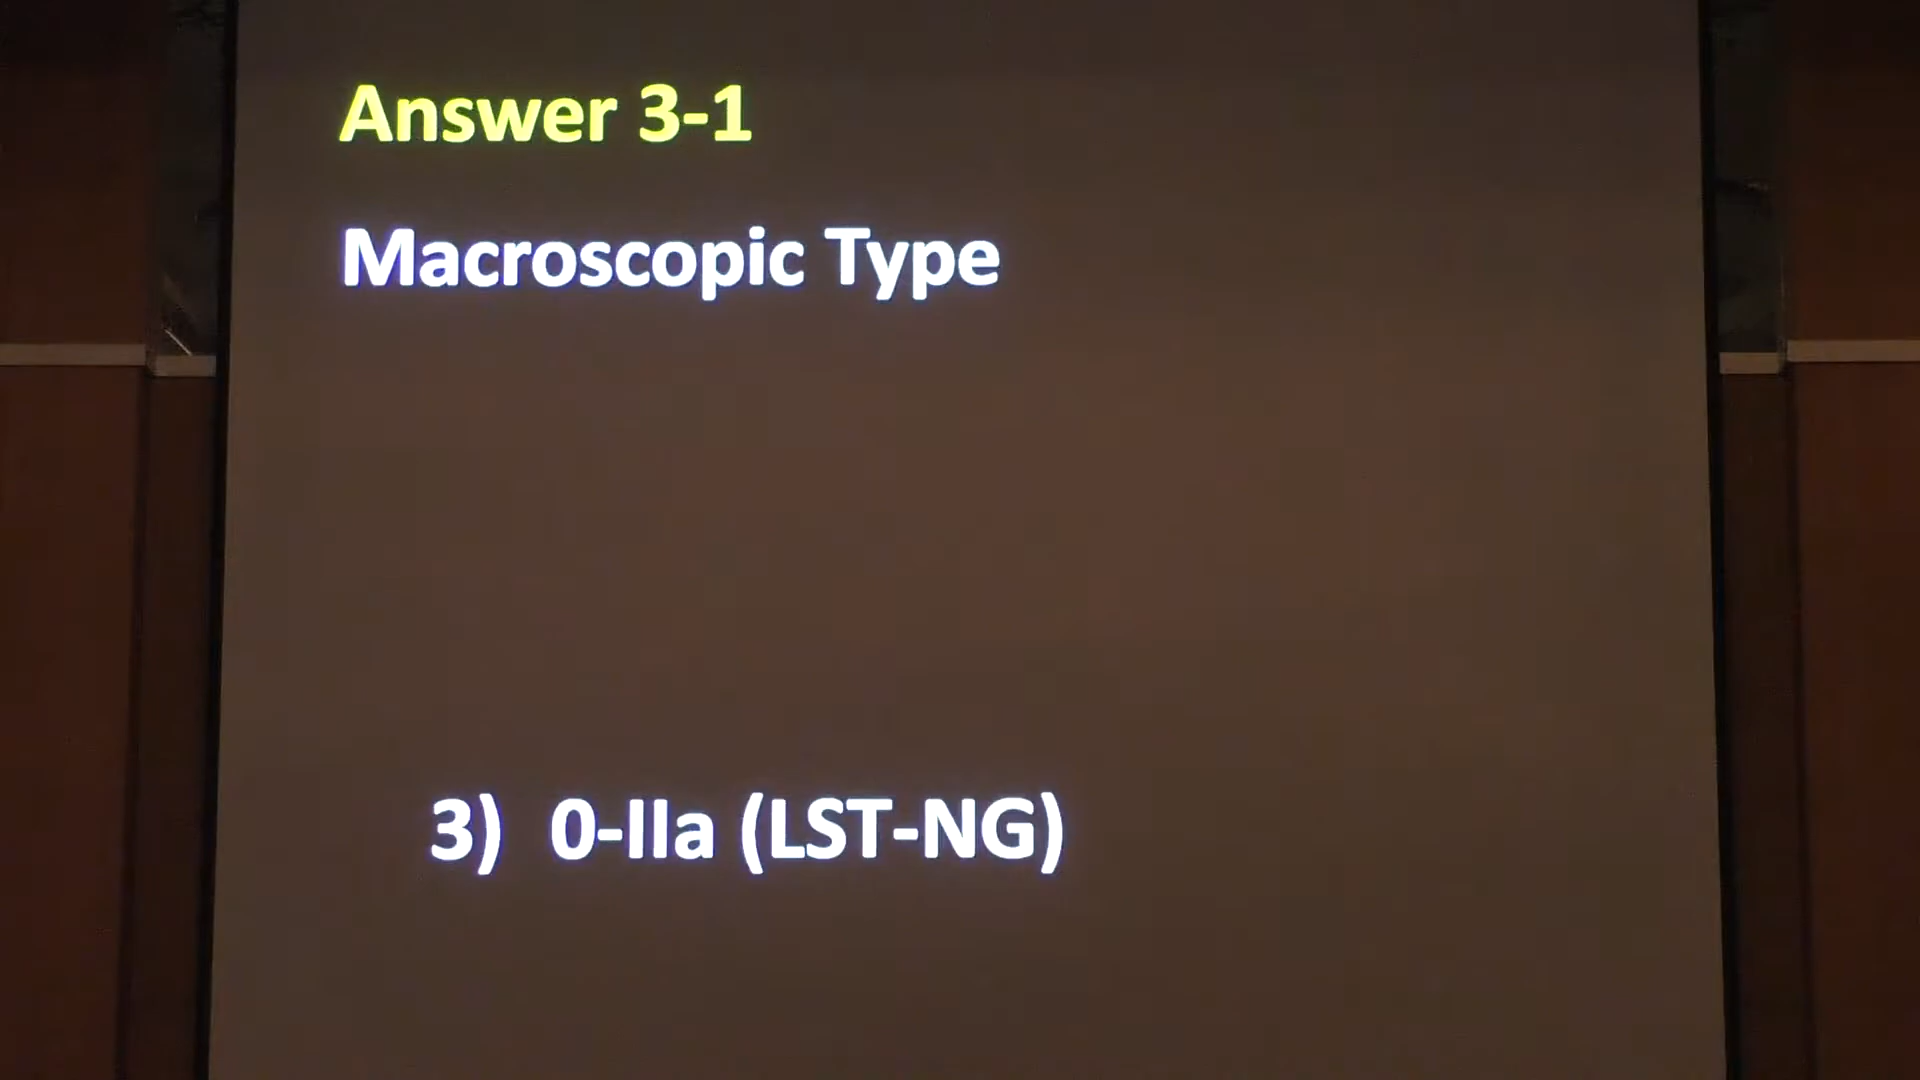 Answer 3-1
Macroscopic Type
3) 0-IIa (LST-NG)